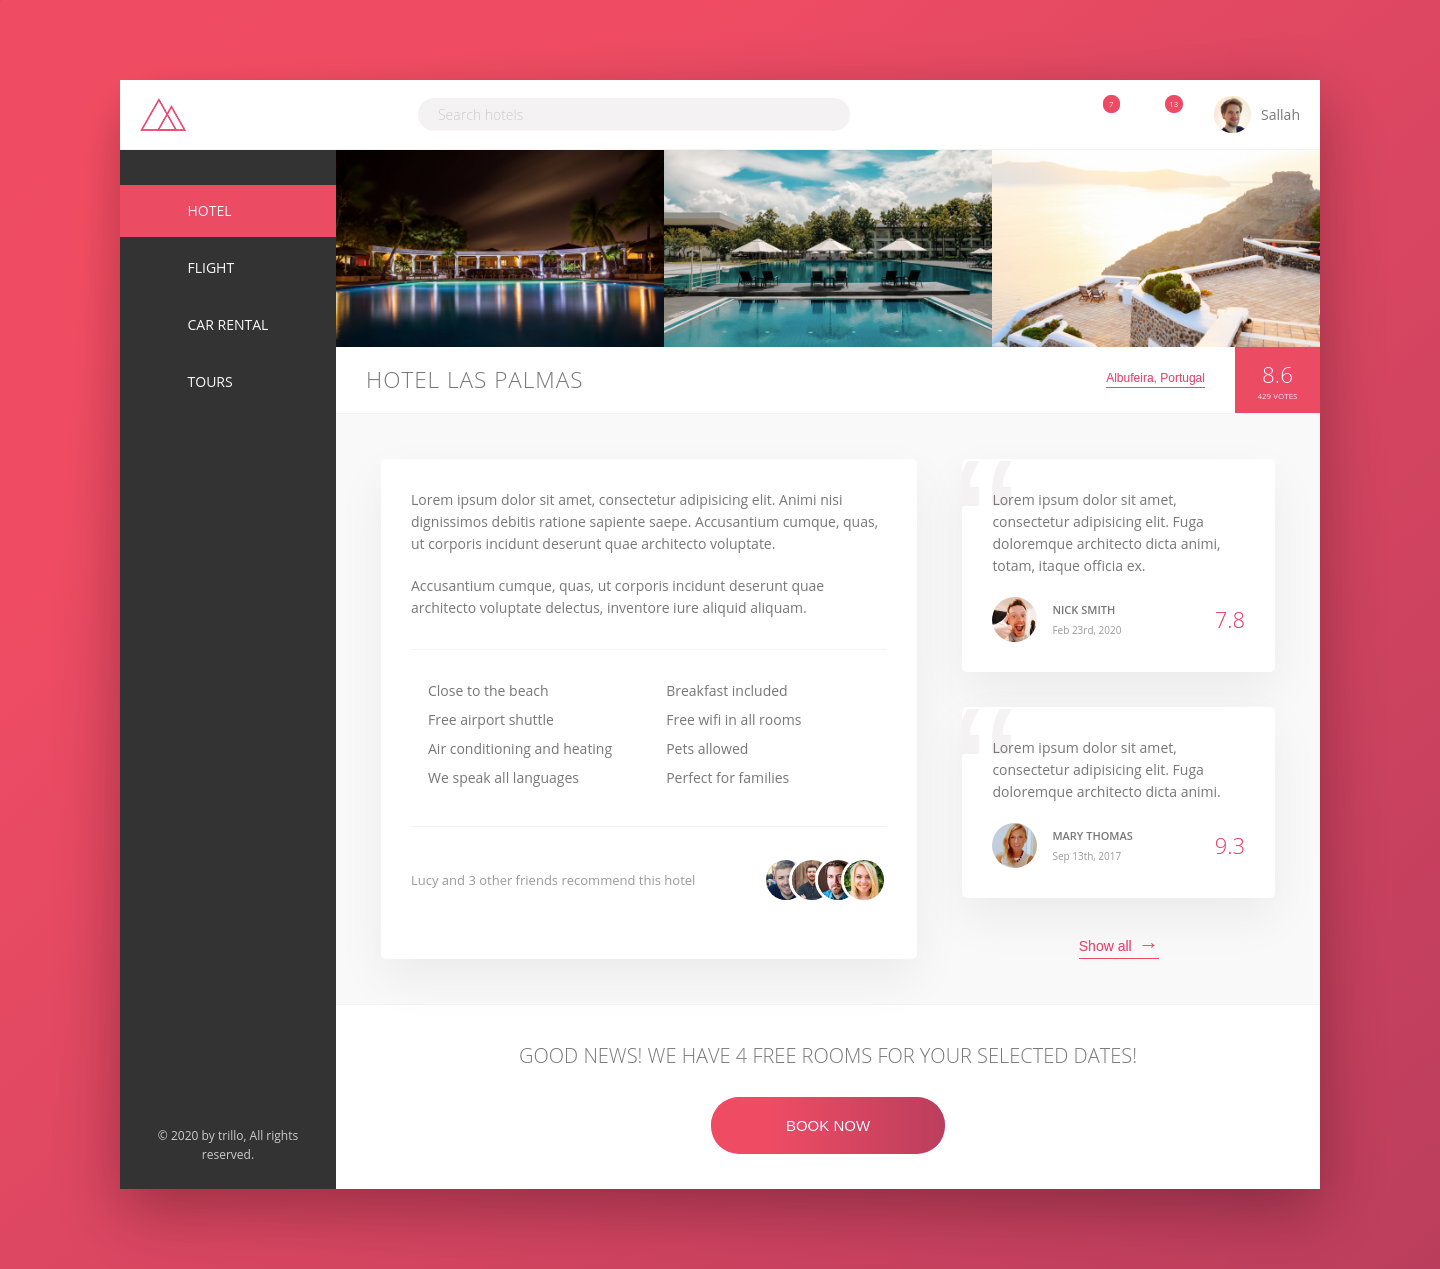 Search hotels
7
13
Sallah
HOTEL
FLIGHT
CAR RENTAL
TOURS
© 2020 by trillo, All rights
reserved.
HOTEL LAS PALMAS
Albufeira, Portugal
8.6
429 VOTES
Lorem ipsum dolor sit amet, consectetur adipisicing elit. Animi nisi
dignissimos debitis ratione sapiente saepe. Accusantium cumque, quas,
ut corporis incidunt deserunt quae architecto voluptate.
Accusantium cumque, quas, ut corporis incidunt deserunt quae
architecto voluptate delectus, inventore iure aliquid aliquam.
Close to the beach
Breakfast included
Free airport shuttle
Free wifi in all rooms
Air conditioning and heating
Pets allowed
We speak all languages
Perfect for families
Lucy and 3 other friends recommend this hotel
“
Lorem ipsum dolor sit amet,
consectetur adipisicing elit. Fuga
doloremque architecto dicta animi,
totam, itaque officia ex.
NICK SMITH
Feb 23rd, 2020
7.8
“
Lorem ipsum dolor sit amet,
consectetur adipisicing elit. Fuga
doloremque architecto dicta animi.
MARY THOMAS
Sep 13th, 2017
9.3
Show all →
GOOD NEWS! WE HAVE 4 FREE ROOMS FOR YOUR SELECTED DATES!
BOOK NOW